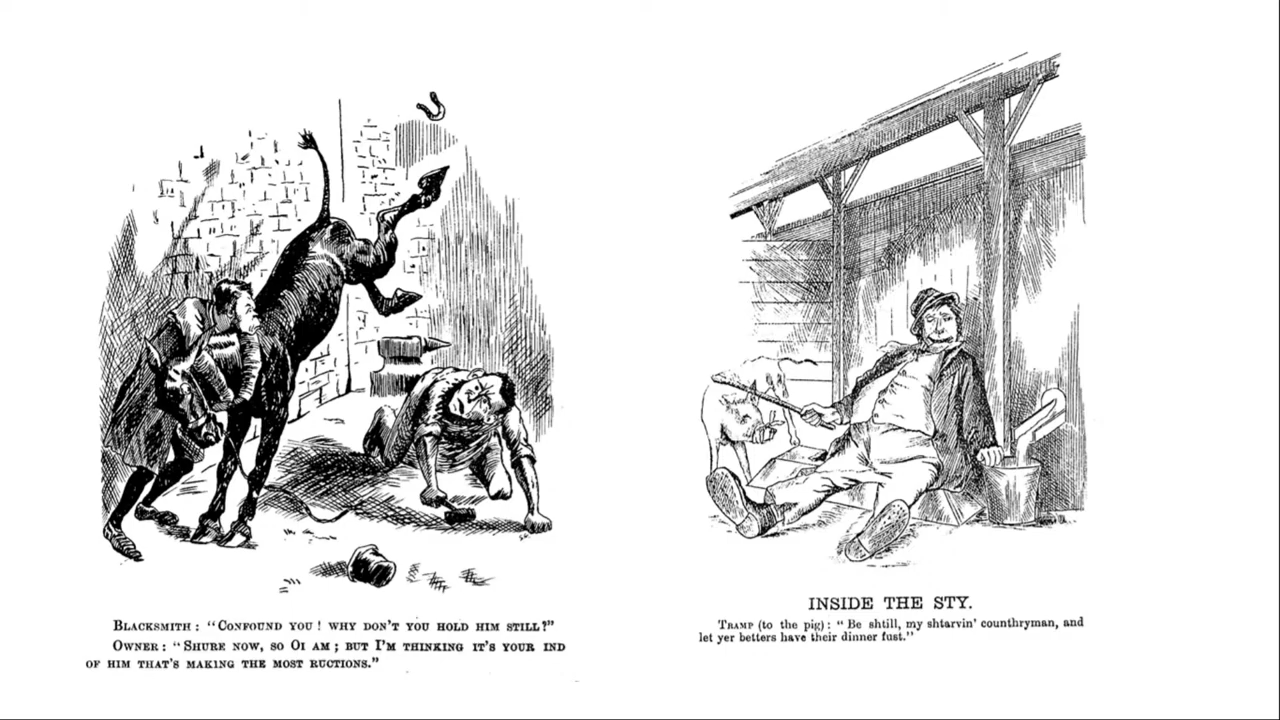 BLACKSMITH : "CONFOUND YOU ! WHY DON'T YOU HOLD HIM STILL?"
OWNER : "SHURE NOW, SO OI AM ; BUT I'M THINKING IT'S YOUR IND
OF HIM THAT'S MAKING THE MOST RUCTIONS."
INSIDE THE STY.
TRAMP (to the pig) : " Be shtill, my shtarvin' counthryman, and
let yer betters have their dinner fust."